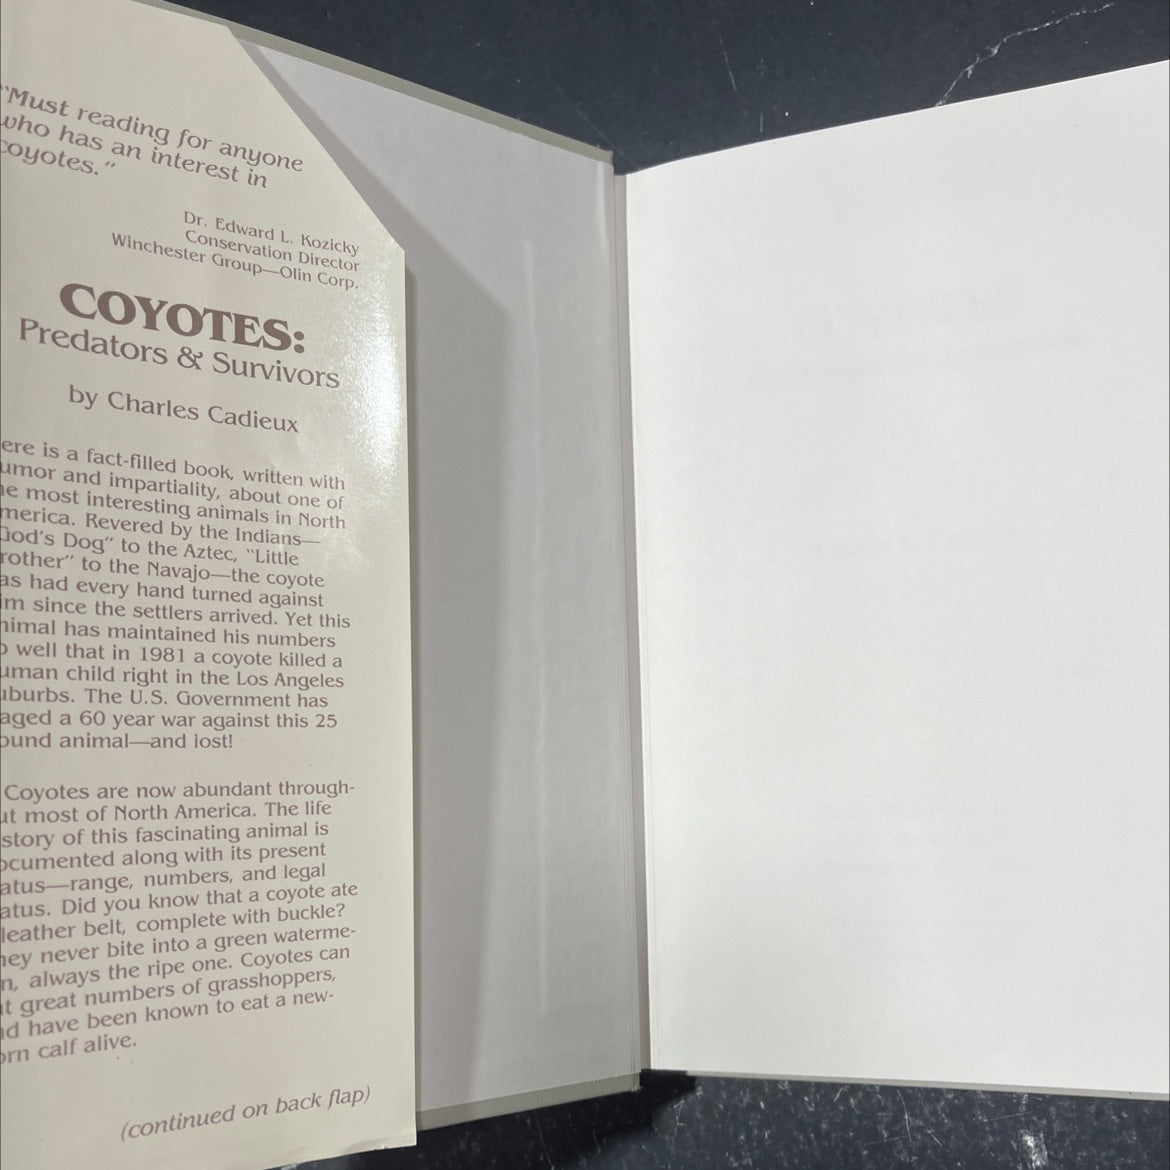 "Must reading for anyone
who has an interest in
coyotes."
Dr. Edward L. Kozicky
Conservation Director
Winchester Group—Olin Corp.
COYOTES:
Predators & Survivors
by Charles Cadieux
ere is a fact-filled book, written with
umor and impartiality, about one of
he most interesting animals in North
merica. Revered by the Indians—
God's Dog" to the Aztec, "Little
rother" to the Navajo—the coyote
as had every hand turned against
im since the settlers arrived. Yet this
nimal has maintained his numbers
o well that in 1981 a coyote killed a
uman child right in the Los Angeles
uburbs. The U.S. Government has
aged a 60 year war against this 25
ound animal—and lost!
Coyotes are now abundant through-
ut most of North America. The life
story of this fascinating animal is
ocumented along with its present
atus—range, numbers, and legal
atus. Did you know that a coyote ate
leather belt, complete with buckle?
hey never bite into a green waterme-
n, always the ripe one. Coyotes can
at great numbers of grasshoppers,
nd have been known to eat a new-
orn calf alive.
(continued on back flap)